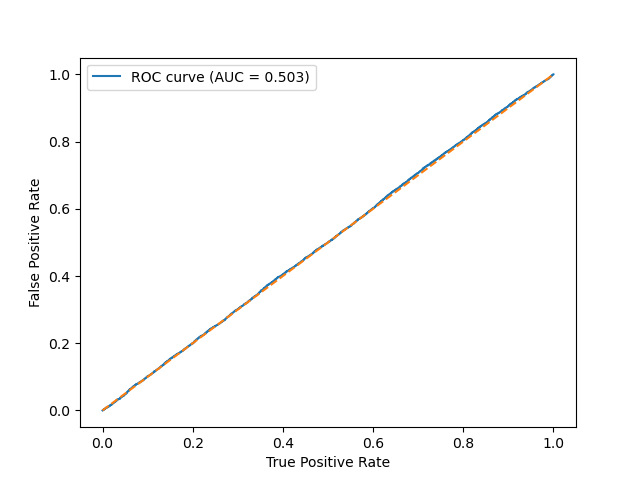 ROC curve (AUC = 0.503)
1.0
0.8
0.6
0.4
0.2
0.0
False Positive Rate
0.0 0.2 0.4 0.6 0.8 1.0
True Positive Rate